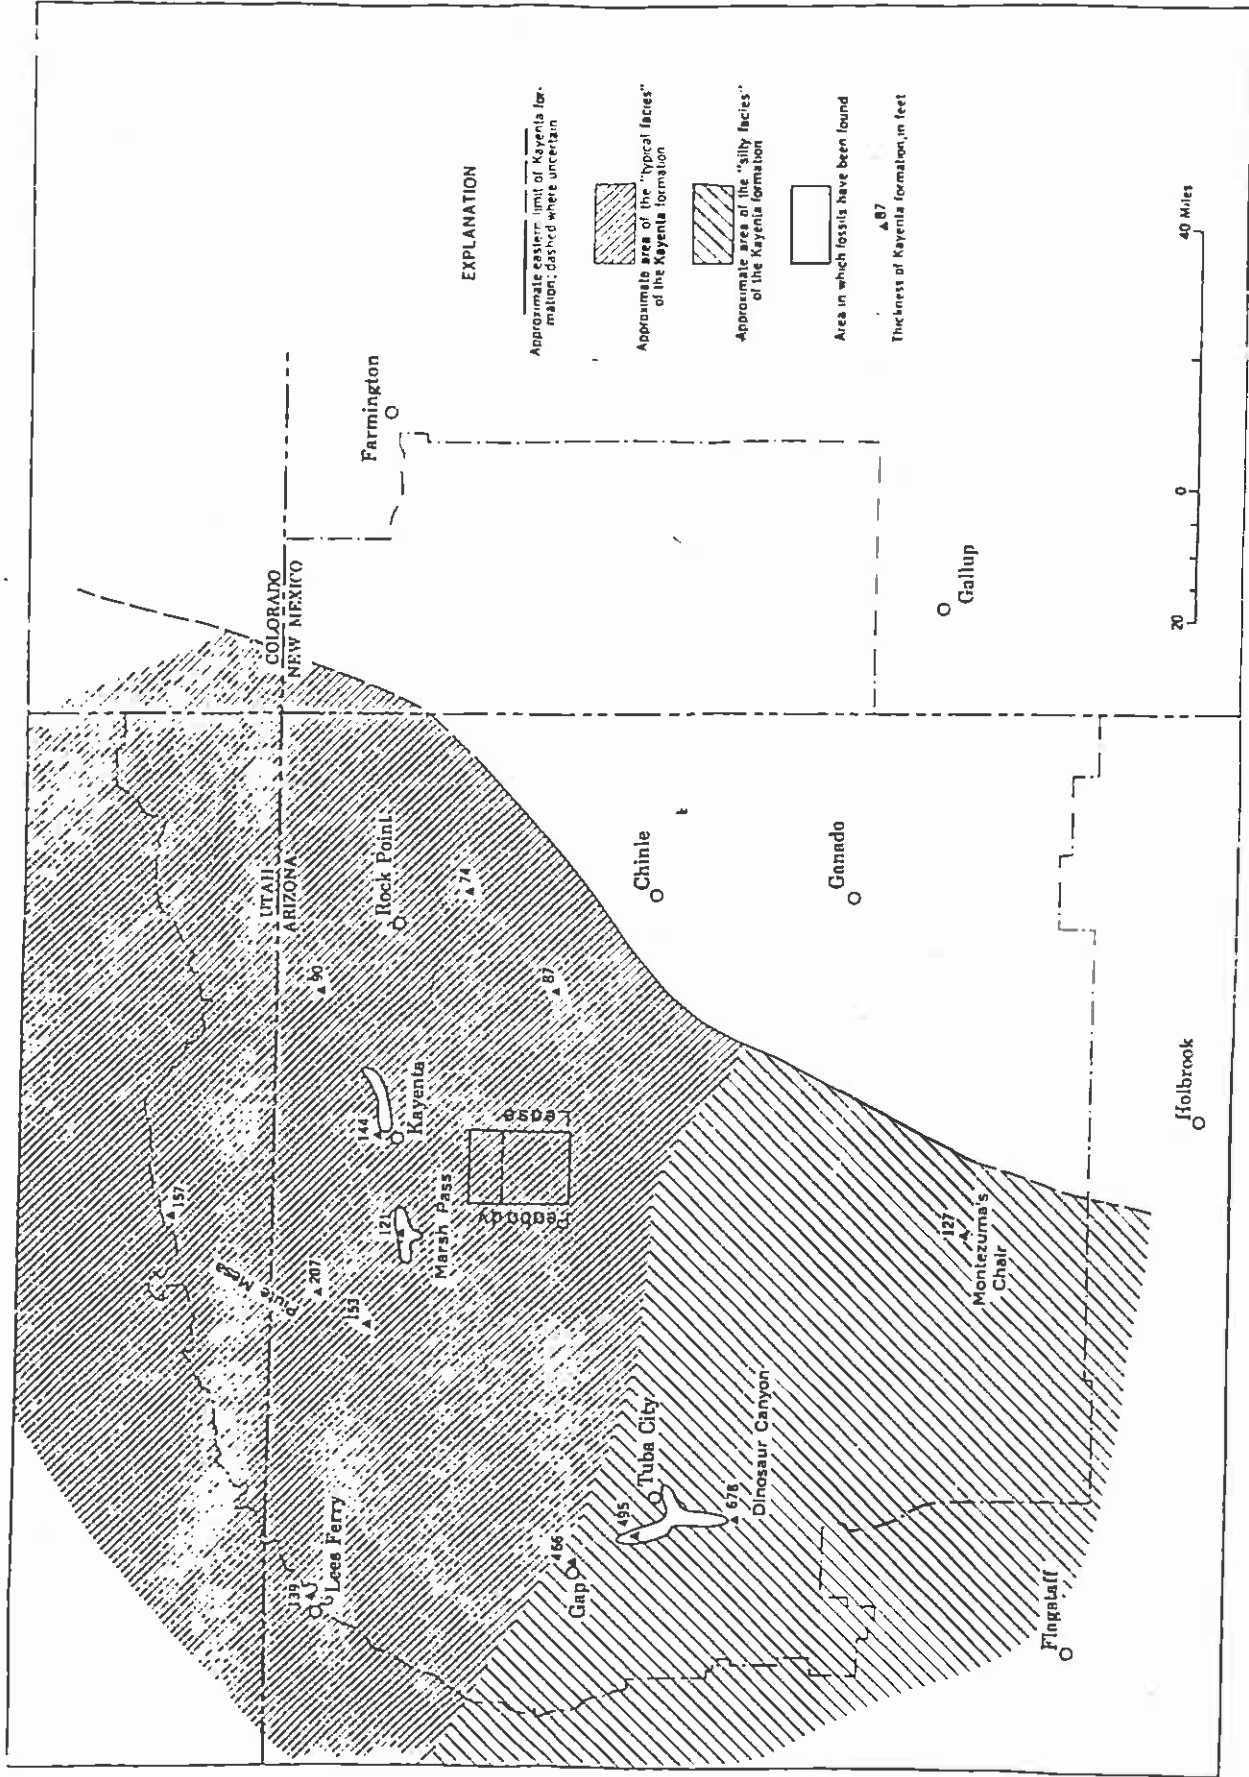 COLORADO
NEW MEXICO
UTAH
ARIZONA
Farmington
Gallup
Rock Point
74
90
87
Chinle
Ganado
Holbrook
144
Kayenta
Peabody
Lease
121
Marsh Pass
157
207
153
139
Lees Ferry
466
Gap
495
Tuba City
678
Dinosaur Canyon
127
Montezuma's
Chair
Flagstaff
EXPLANATION
Approximate eastern limit of Kayenta for-
mation; dashed where uncertain
Approximate area of the "typical facies"
of the Kayenta formation
Approximate area of the "silty facies"
of the Kayenta formation
Area in which fossils have been found
87
Thickness of Kayenta formation, in feet
20 0 40 Miles